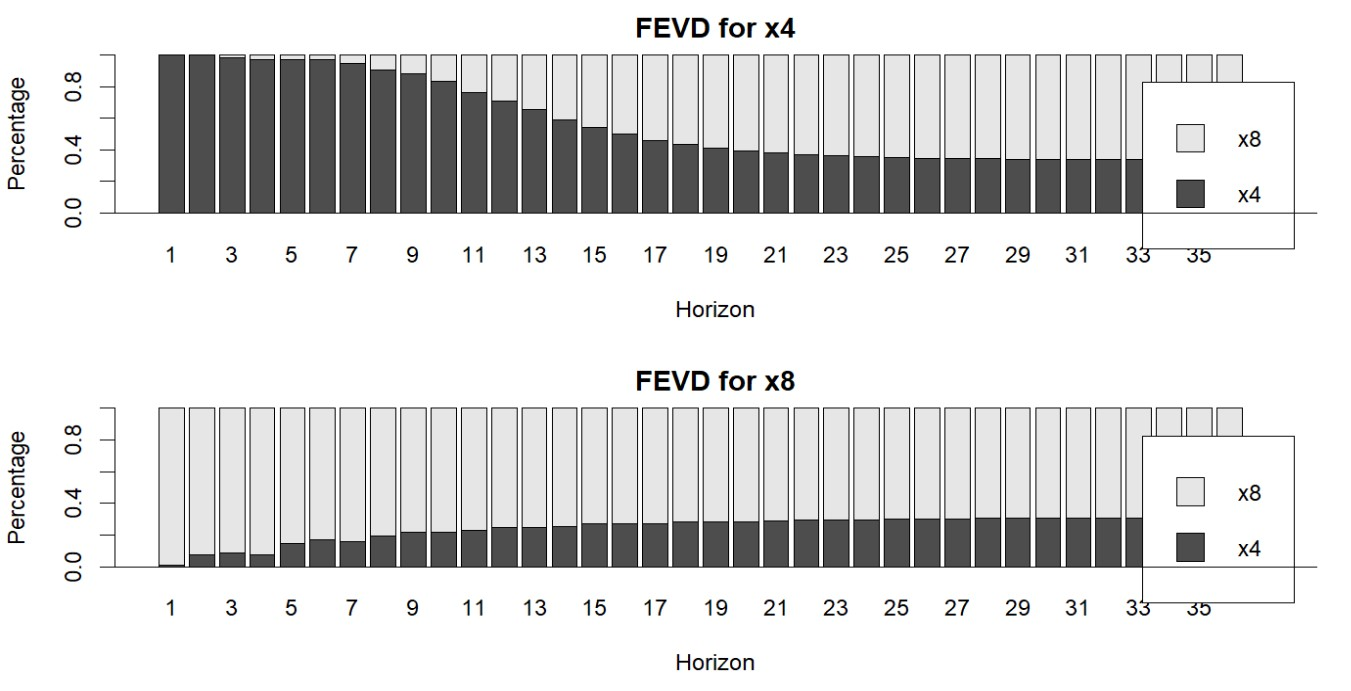 FEVD for x4
Percentage
0.8
0.4
0.0
x8
x4
1 3 5 7 9 11 13 15 17 19 21 23 25 27 29 31 33 35
Horizon
FEVD for x8
Percentage
0.8
0.4
0.0
x8
x4
1 3 5 7 9 11 13 15 17 19 21 23 25 27 29 31 33 35
Horizon